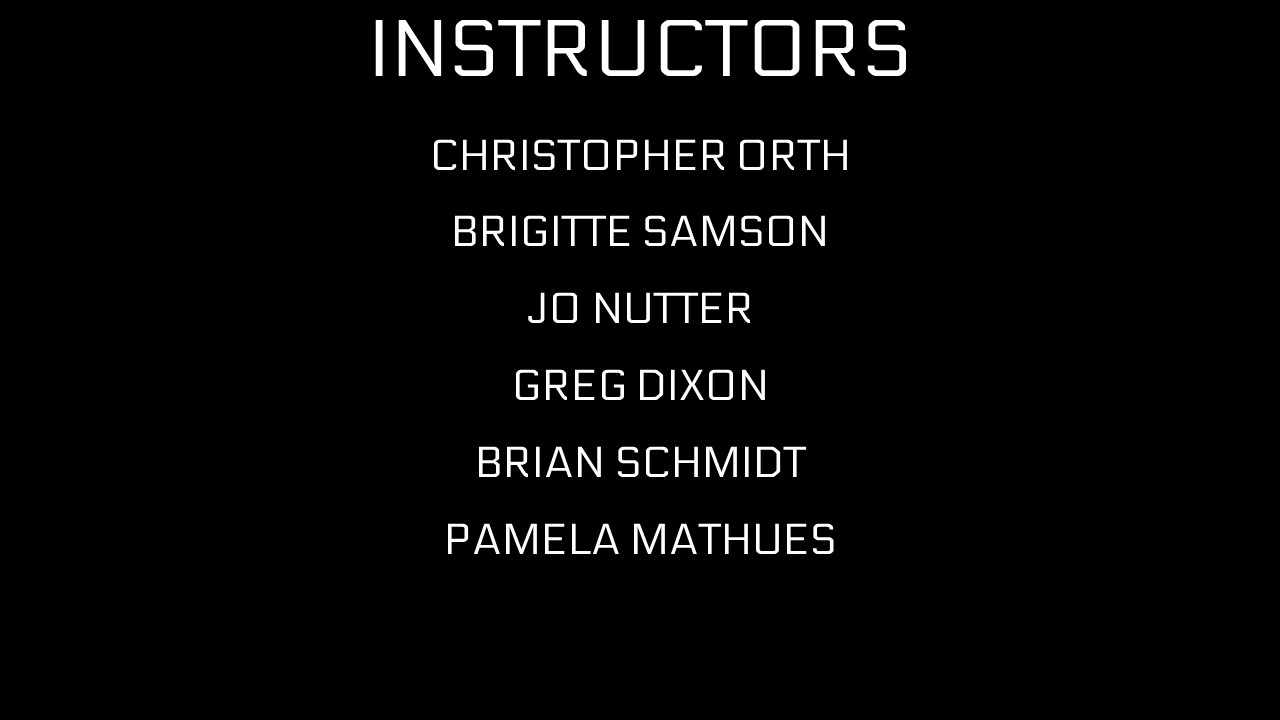 INSTRUCTORS
CHRISTOPHER ORTH
BRIGITTE SAMSON
JO NUTTER
GREG DIXON
BRIAN SCHMIDT
PAMELA MATHUES